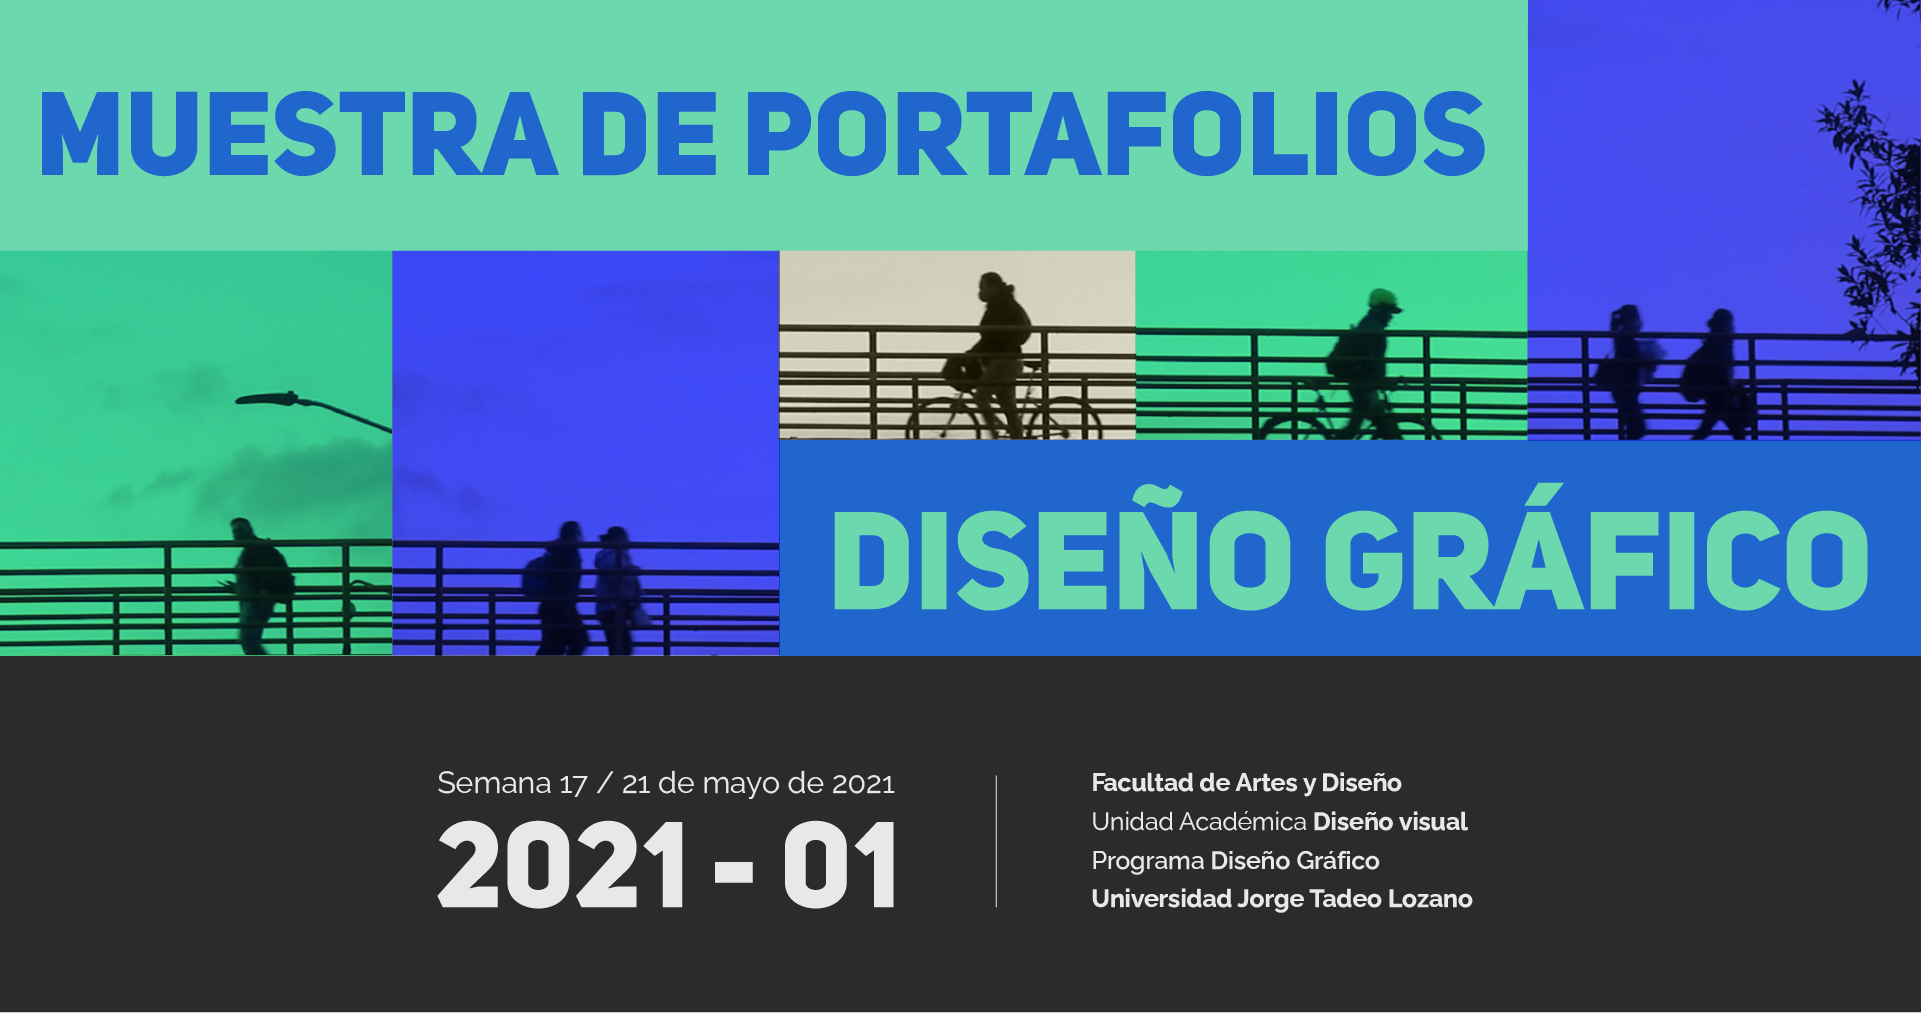 MUESTRA DE PORTAFOLIOS
DISEÑO GRÁFICO
Semana 17 / 21 de mayo de 2021
2021 - 01
Facultad de Artes y Diseño
Unidad Académica Diseño visual
Programa Diseño Gráfico
Universidad Jorge Tadeo Lozano